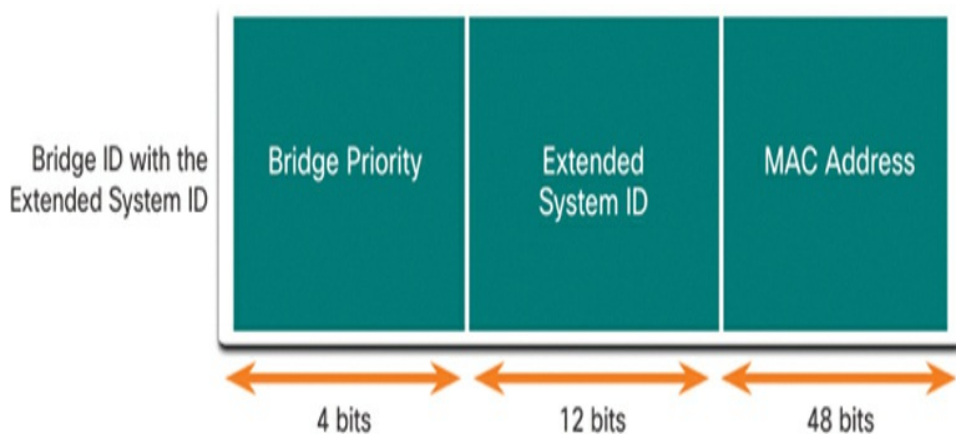 Bridge ID with the
Extended System ID
Bridge Priority
Extended
System ID
MAC Address
4 bits
12 bits
48 bits